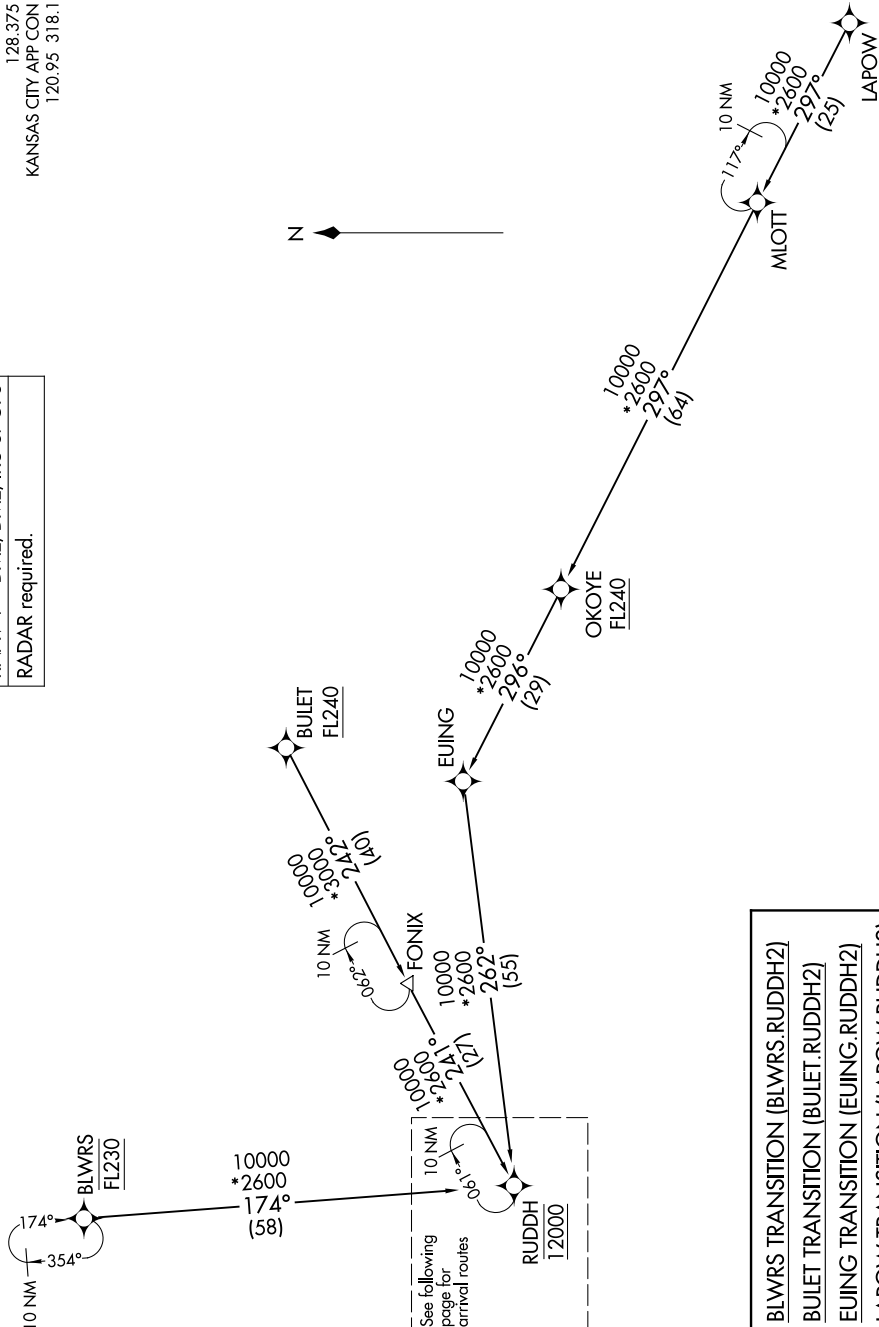 128.375
KANSAS CITY APP CON
120.95 318.1
RADAR required.
N
LAPOW
10000
*2600
297°
(25)
10 NM
117°
MLOTT
10000
*2600
297°
(64)
OKOYE
FL240
10000
*2600
296°
(29)
EUING
BULET
FL240
10000
*3000
242°
(40)
10 NM
062°
FONIX
10000
*2600
262°
(55)
10000
*2600
241°
(27)
10 NM
061°
RUDDH
12000
See following
page for
arrival routes
BLWRS
FL230
174°
354°
10 NM
10000
*2600
174°
(58)
BLWRS TRANSITION (BLWRS.RUDDH2)
BULET TRANSITION (BULET.RUDDH2)
EUING TRANSITION (EUING.RUDDH2)
LAPOW TRANSITION (LAPOW.RUDDH2)